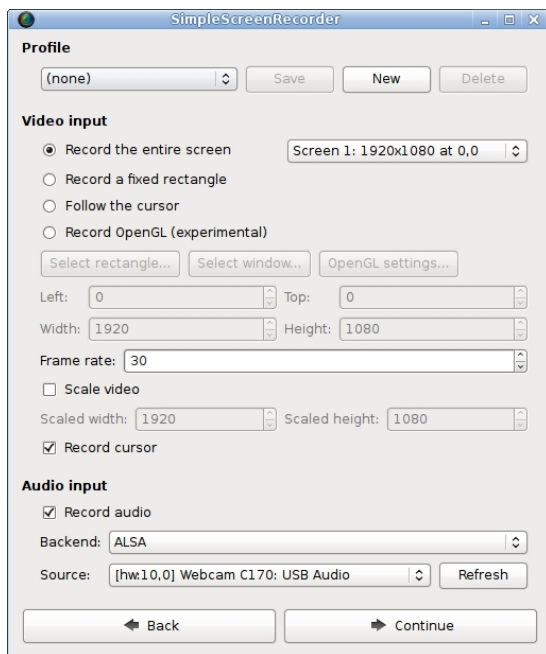 SimpleScreenRecorder
Profile
(none) Save New Delete
Video input
Record the entire screen Screen 1: 1920x1080 at 0,0
Record a fixed rectangle
Follow the cursor
Record OpenGL (experimental)
Select rectangle... Select window... OpenGL settings...
Left: 0 Top: 0
Width: 1920 Height: 1080
Frame rate: 30
Scale video
Scaled width: 1920 Scaled height: 1080
Record cursor
Audio input
Record audio
Backend: ALSA
Source: [hw:10,0] Webcam C170: USB Audio Refresh
Back Continue